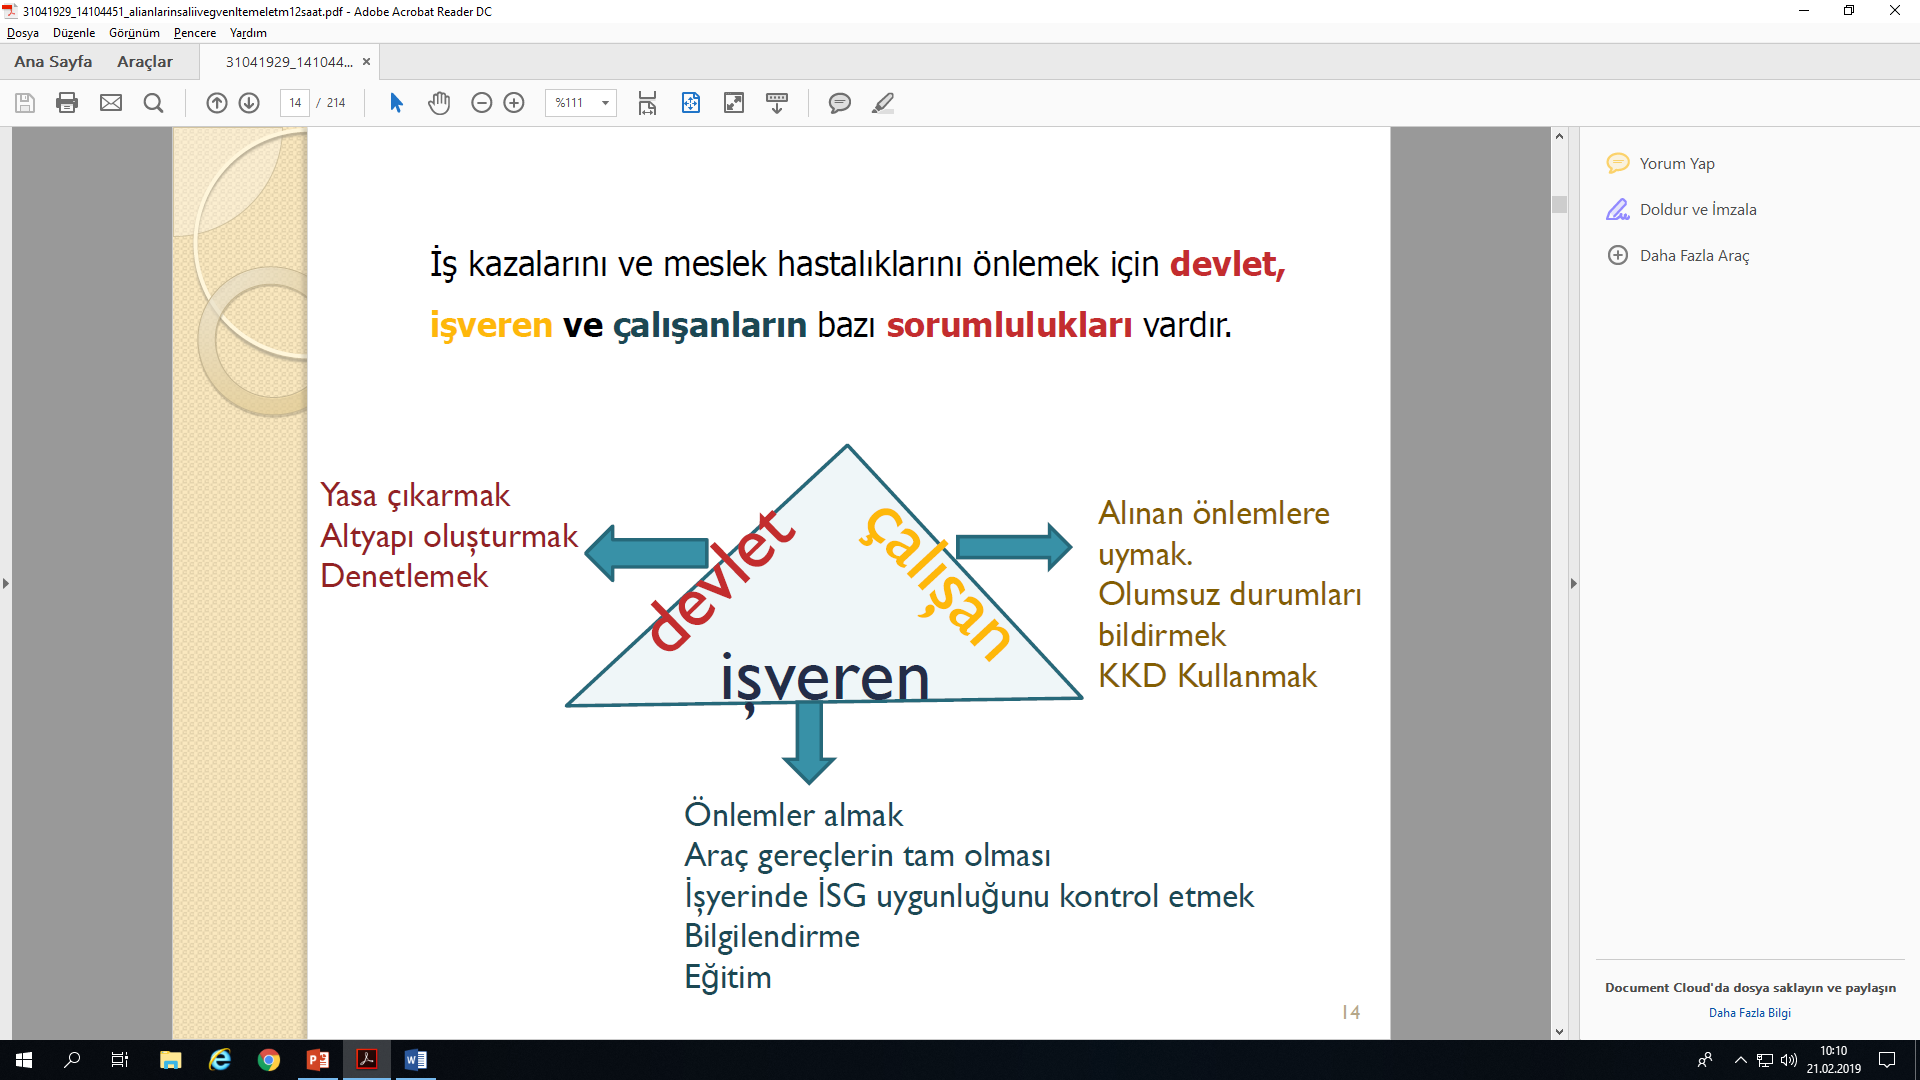 31041929_14104451_alianlarinsaliivegvenltemeletm12saat.pdf - Adobe Acrobat Reader DC
Dosya Düzenle Görünüm Pencere Yardım
Ana Sayfa Araçlar 31041929_141044... ×
14 / 214 %111
İş kazalarını ve meslek hastalıklarını önlemek için devlet,
işveren ve çalışanların bazı sorumlulukları vardır.
Yasa çıkarmak
Altyapı oluşturmak
Denetlemek
devlet
çalışan
işveren
Alınan önlemlere
uymak.
Olumsuz durumları
bildirmek
KKD Kullanmak
Önlemler almak
Araç gereçlerin tam olması
İşyerinde İSG uygunluğunu kontrol etmek
Bilgilendirme
Eğitim
14
Yorum Yap
Doldur ve İmzala
Daha Fazla Araç
Document Cloud'da dosya saklayın ve paylaşın
Daha Fazla Bilgi
10:10
21.02.2019